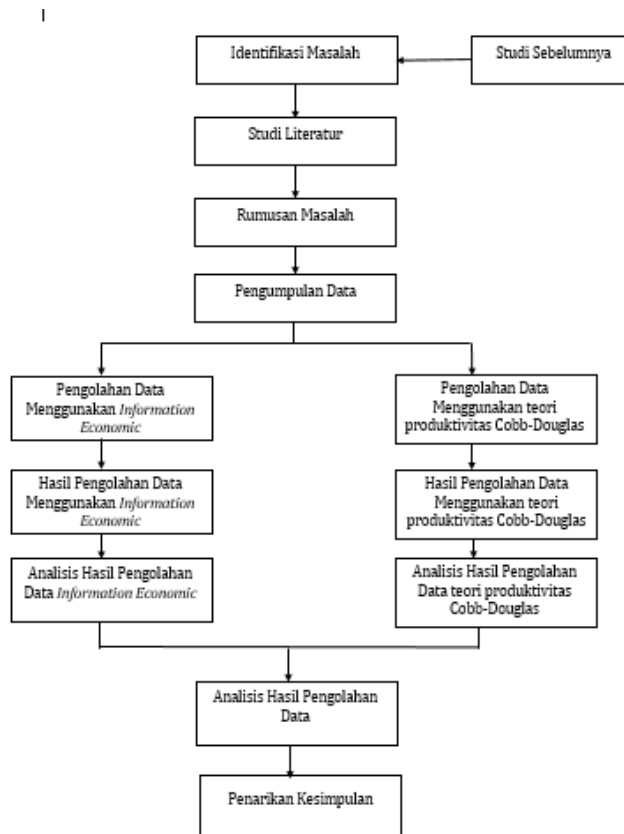 I
Identifikasi Masalah
Studi Sebelumnya
Studi Literatur
Rumusan Masalah
Pengumpulan Data
Pengolahan Data
Menggunakan Information
Economic
Pengolahan Data
Menggunakan teori
produktivitas Cobb-Douglas
Hasil Pengolahan Data
Menggunakan Information
Economic
Hasil Pengolahan Data
Menggunakan teori
produktivitas Cobb-Douglas
Analisis Hasil Pengolahan
Data Information Economic
Analisis Hasil Pengolahan
Data teori produktivitas
Cobb-Douglas
Analisis Hasil Pengolahan
Data
Penarikan Kesimpulan